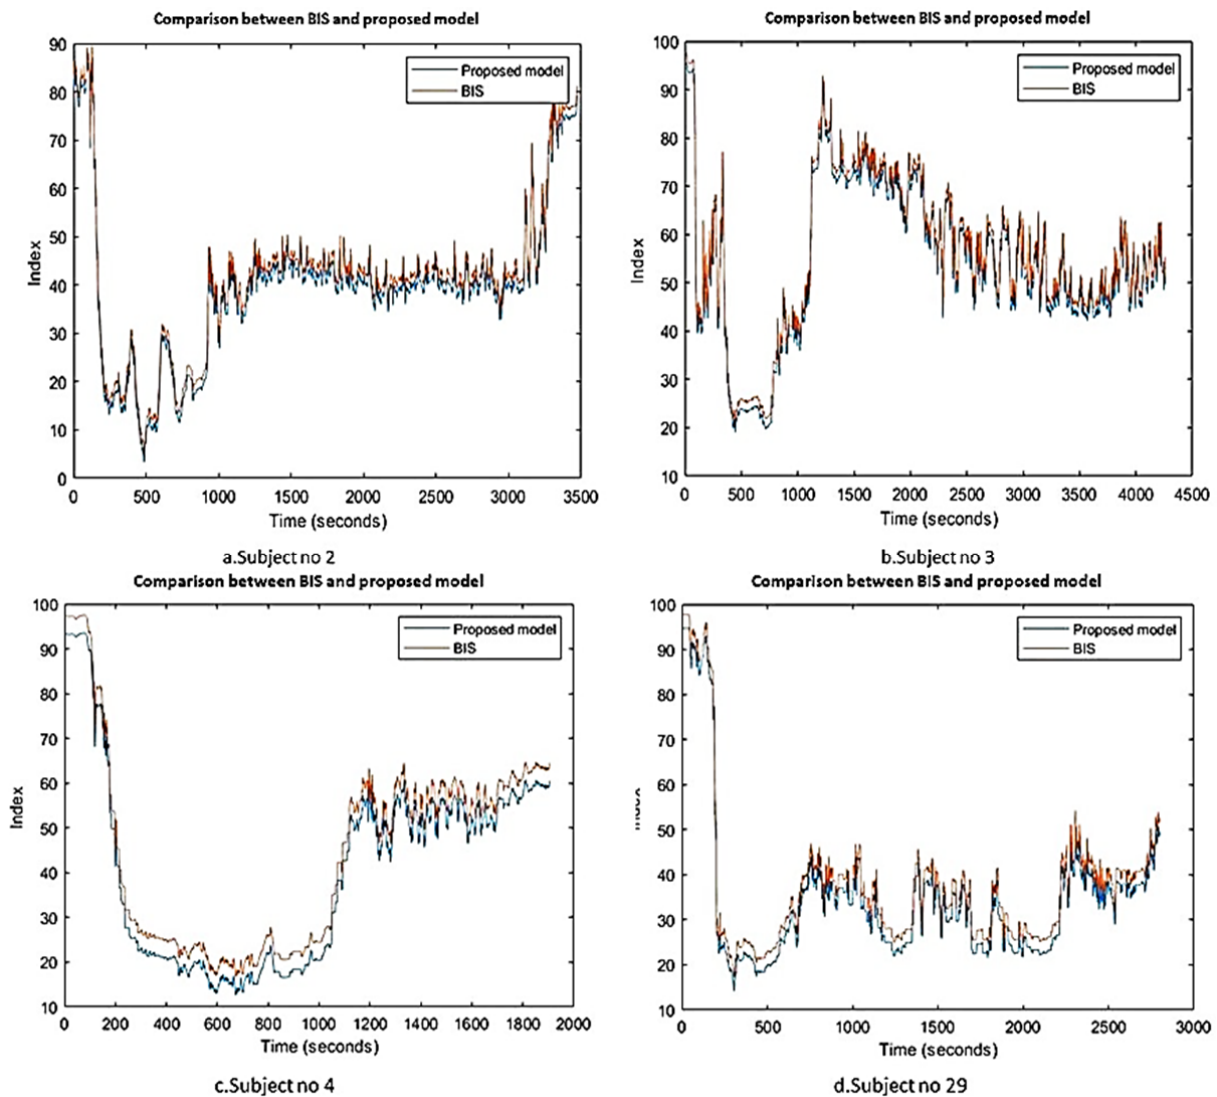 Comparison between BIS and proposed model
90
80
70
60
50
40
30
20
10
0
Index
Proposed model
BIS
0 500 1000 1500 2000 2500 3000 3500
Time (seconds)
a.Subject no 2
Comparison between BIS and proposed model
100
90
80
70
60
50
40
30
20
10
Index
Proposed model
BIS
0 500 1000 1500 2000 2500 3000 3500 4000 4500
Time (seconds)
b.Subject no 3
Comparison between BIS and proposed model
100
90
80
70
60
50
40
30
20
10
Index
Proposed model
BIS
0 200 400 600 800 1000 1200 1400 1600 1800 2000
Time (seconds)
c.Subject no 4
Comparison between BIS and proposed model
100
90
80
70
60
50
40
30
20
10
Proposed model
BIS
0 500 1000 1500 2000 2500 3000
Time (seconds)
d.Subject no 29